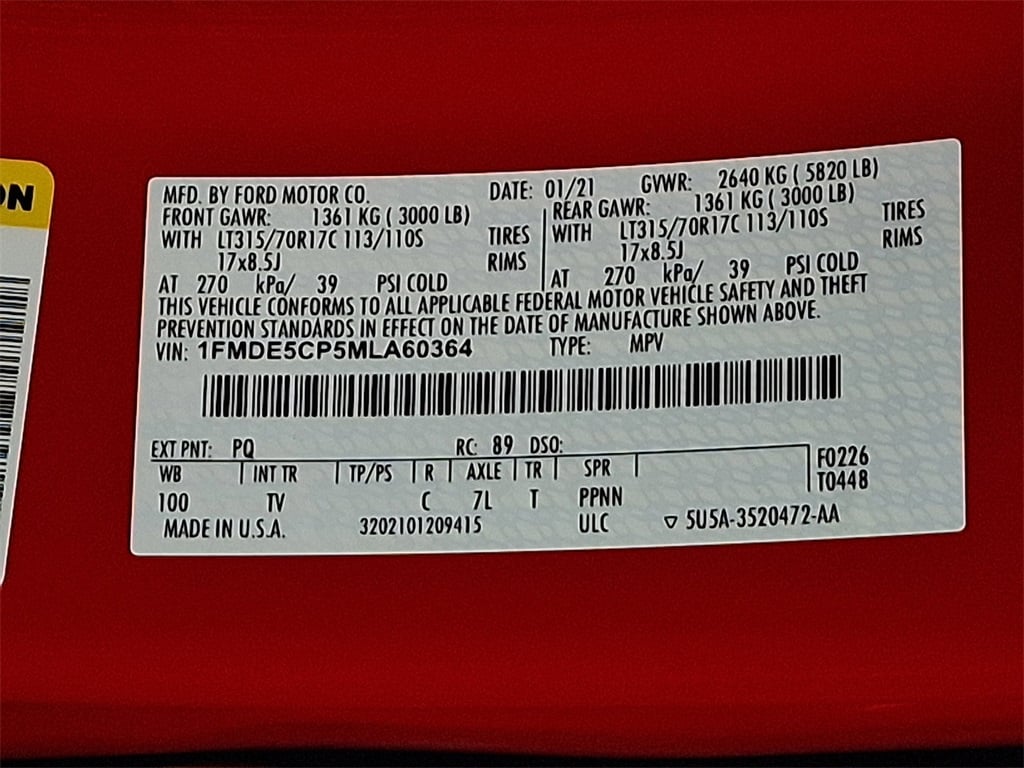 ON
MFD. BY FORD MOTOR CO. DATE: 01/21 GVWR: 2640 KG ( 5820 LB)
FRONT GAWR: 1361 KG ( 3000 LB) REAR GAWR: 1361 KG ( 3000 LB)
WITH LT315/70R17C 113/110S TIRES WITH LT315/70R17C 113/110S TIRES
17x8.5J RIMS 17x8.5J RIMS
AT 270 kPa/ 39 PSI COLD AT 270 kPa/ 39 PSI COLD
THIS VEHICLE CONFORMS TO ALL APPLICABLE FEDERAL MOTOR VEHICLE SAFETY AND THEFT
PREVENTION STANDARDS IN EFFECT ON THE DATE OF MANUFACTURE SHOWN ABOVE.
VIN: 1FMDE5CP5MLA60364 TYPE: MPV
EXT PNT: PQ RC: 89 DSO:
WB INT TR TP/PS R AXLE TR SPR F0226
100 TV C 7L T PPNN T0448
MADE IN U.S.A. 3202101209415 ULC ▽ 5U5A-3520472-AA